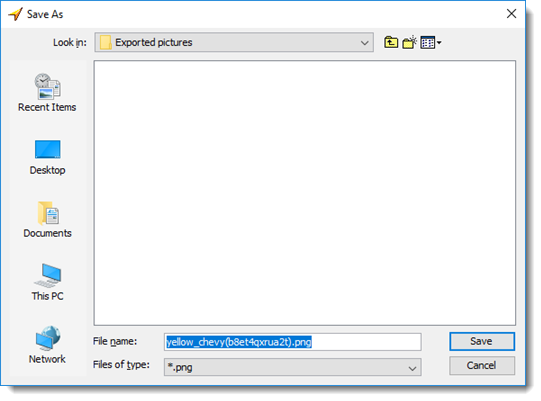 Save As
Look in: Exported pictures
Recent Items
Desktop
Documents
This PC
Network
File name: yellow_chevy(b8et4qxrua2t).png Save
Files of type: *.png Cancel